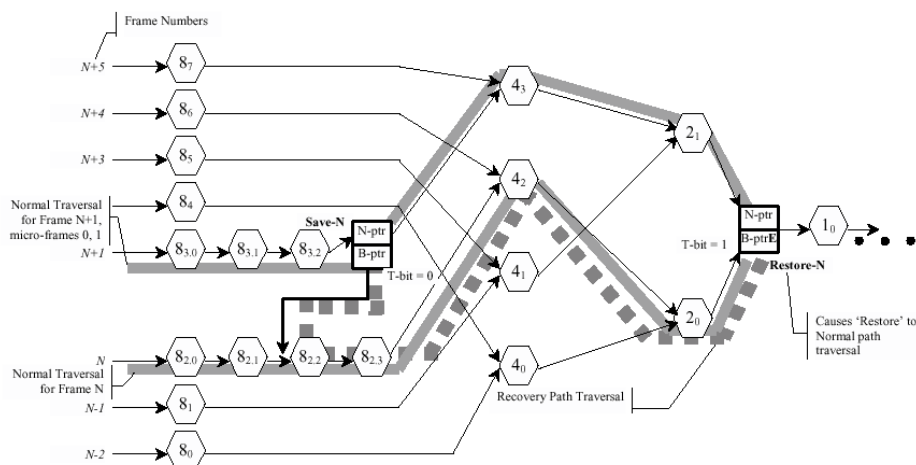 Frame Numbers
N+5
8₇
N+4
8₆
N+3
8₅
8₄
Normal Traversal
for Frame N+1,
micro-frames 0, 1
N+1
8₃.₀
8₃.₁
8₃.₂
Save-N
N-ptr
B-ptr
T-bit = 0
N
8₂.₀
8₂.₁
8₂.₂
8₂.₃
Normal Traversal
for Frame N
N-1
8₁
N-2
8₀
4₃
4₂
4₁
4₀
2₁
2₀
Recovery Path Traversal
N-ptr
B-ptrE
T-bit = 1
Restore-N
1₀
Causes ‘Restore’ to
Normal path
traversal